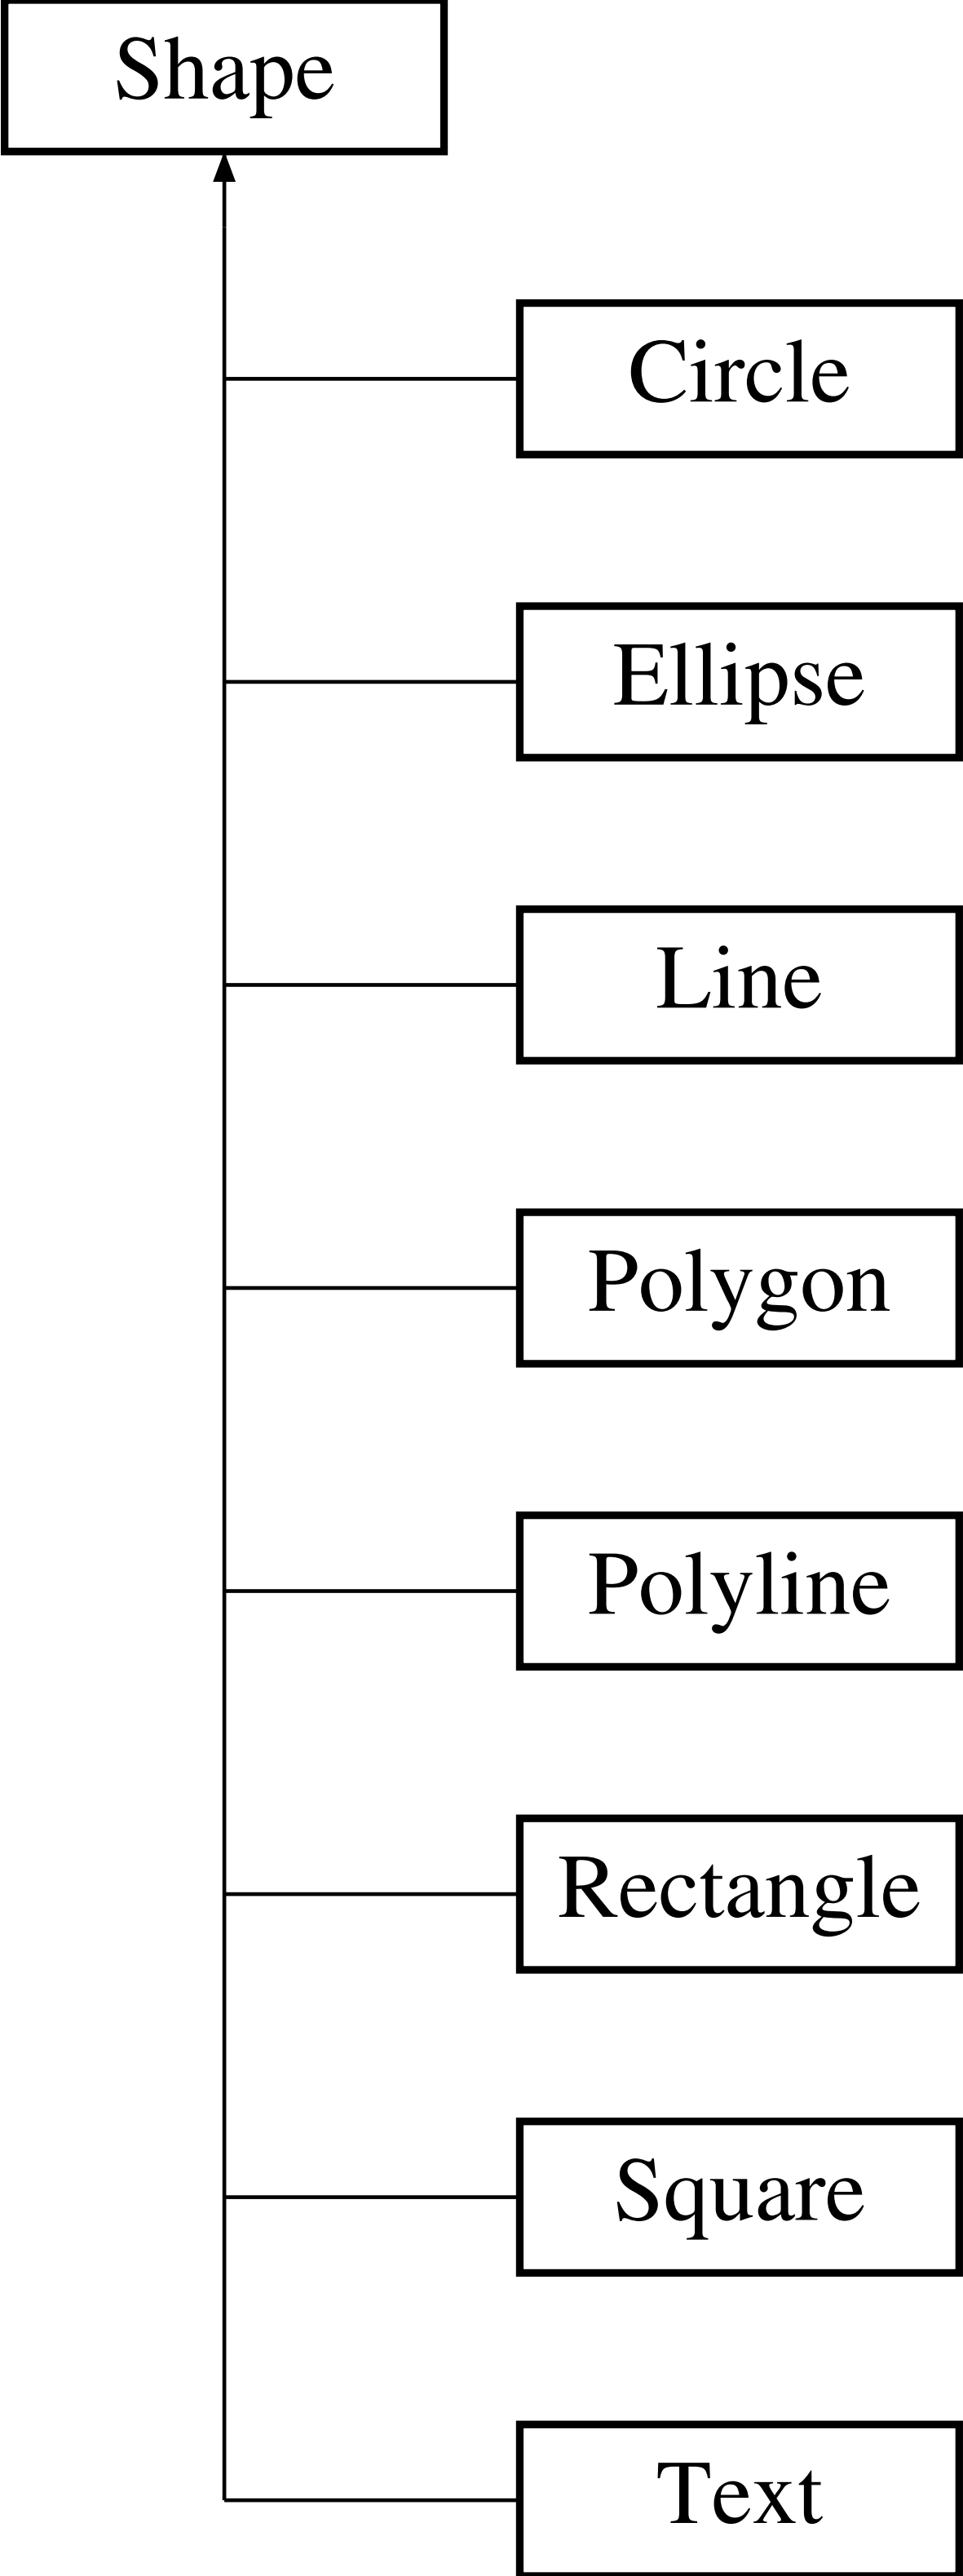 Shape
Circle
Ellipse
Line
Polygon
Polyline
Rectangle
Square
Text